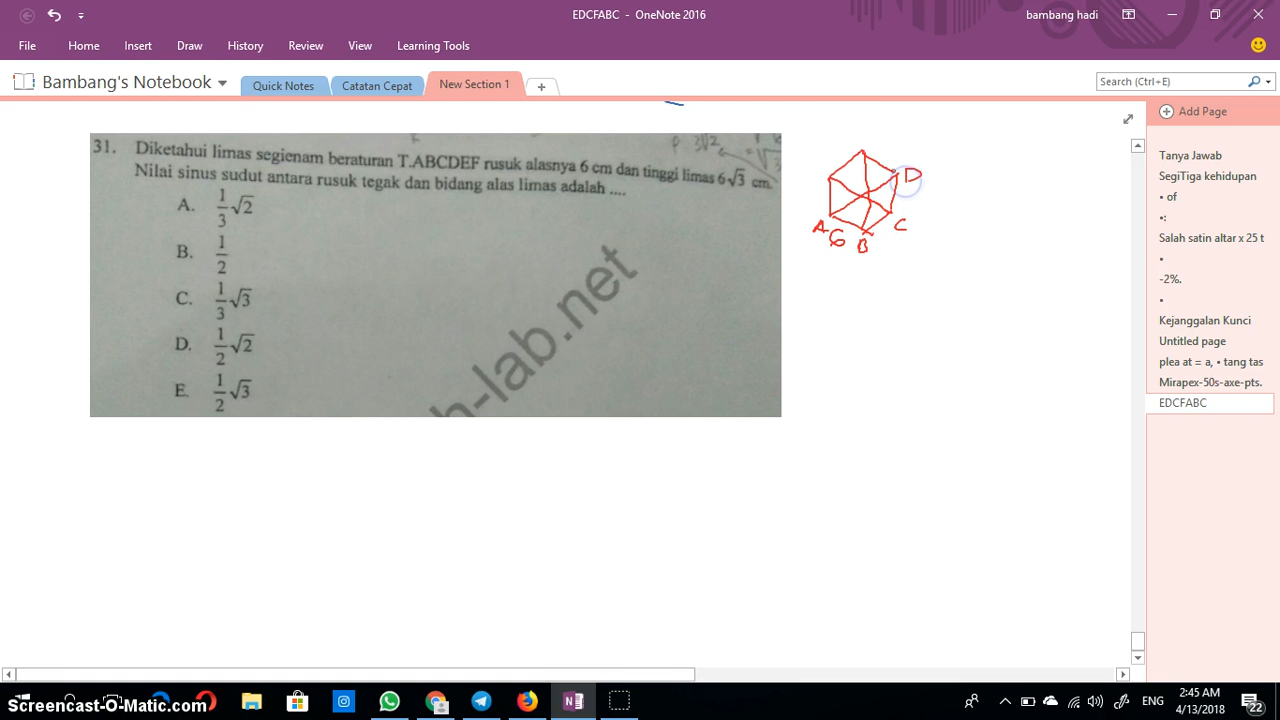 EDCFABC - OneNote 2016
bambang hadi
File Home Insert Draw History Review View Learning Tools
Bambang's Notebook
Quick Notes
Catatan Cepat
New Section 1
Search (Ctrl+E)
Add Page
Tanya Jawab
SegiTiga kehidupan
• of
•:
Salah satin altar x 25 t
•
-2%.
•
Kejanggalan Kunci
Untitled page
plea at = a, • tang tas
Mirapex-50s-axe-pts.
EDCFABC
31. Diketahui limas segienam beraturan T.ABCDEF rusuk alasnya 6 cm dan tinggi limas 6√3 cm.
Nilai sinus sudut antara rusuk tegak dan bidang alas limas adalah ....
A. 1/3 √2
B. 1/2
C. 1/3 √3
D. 1/2 √2
E. 1/2 √3
h-lab.net
D
A
6
B
C
Screencast-O-Matic.com
ENG
2:45 AM
4/13/2018
22